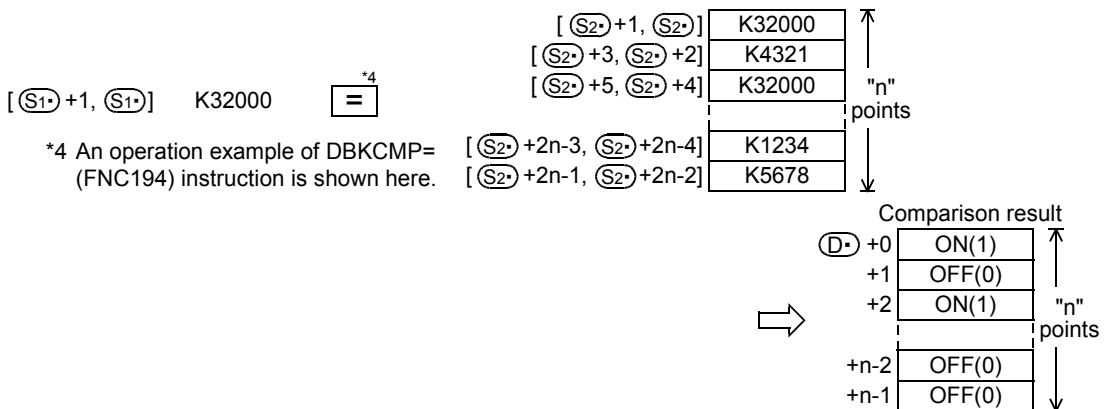 [ (S2·) +1, (S2·) ] K32000
[ (S2·) +3, (S2·) +2] K4321
[ (S2·) +5, (S2·) +4] K32000
"n"
points
[ (S1·) +1, (S1·) ] K32000 =
*4
*4 An operation example of DBKCMP=
(FNC194) instruction is shown here.
[ (S2·) +2n-3, (S2·) +2n-4] K1234
[ (S2·) +2n-1, (S2·) +2n-2] K5678
Comparison result
(D·) +0 ON(1)
+1 OFF(0)
+2 ON(1)
"n"
points
+n-2 OFF(0)
+n-1 OFF(0)